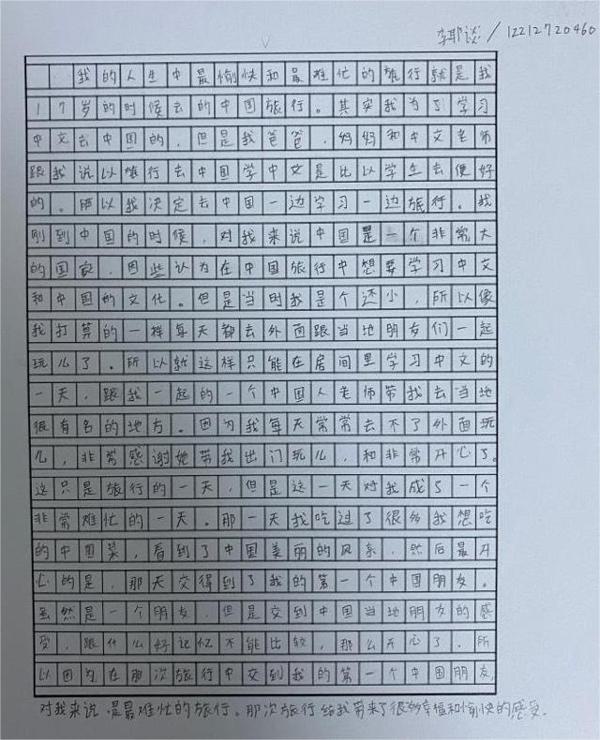 李耶谈/12212720460
我的人生中最愉快和最难忙的旅行就是我
17岁的时候去的中国旅行。其实我为了学习
中文去中国的，但是我爸爸，妈妈和中文老师
跟我说以旅行去中国学中文是比以学生去便好
的。所以我决定去中国一边学习一边旅行。我
刚到中国的时候，对我来说中国是一个非常大
的国家，因些认为在中国旅行中想要学习中文
和中国的文化。但是当时我是个还小，所以像
我打算的一样每天都去外面跟当地朋友们一起
玩儿了。所以就这样只能在房间里学习中文的
一天，跟我一起的一个中国人老师带我去当地
很有名的地方。因为我每天常常去不了外面玩
儿，非常感谢她带我出门玩儿，和非常开心了。
这只是旅行的一天，但是这一天对我成了一个
非常难忙的一天。那一天我吃过了很多我想吃
的中国菜，看到了中国美丽的风景，然后最开
心的是，那天交得到了我的第一个中国朋友。
虽然是一个朋友，但是交到中国当地朋友的感
受，跟什么好记忆不能比较，那么开心了。所
以因为在那次旅行中交到我的第一个中国朋友，
对我来说，是最难忙的旅行。那次旅行给我带来了很多幸福和愉快的感受。